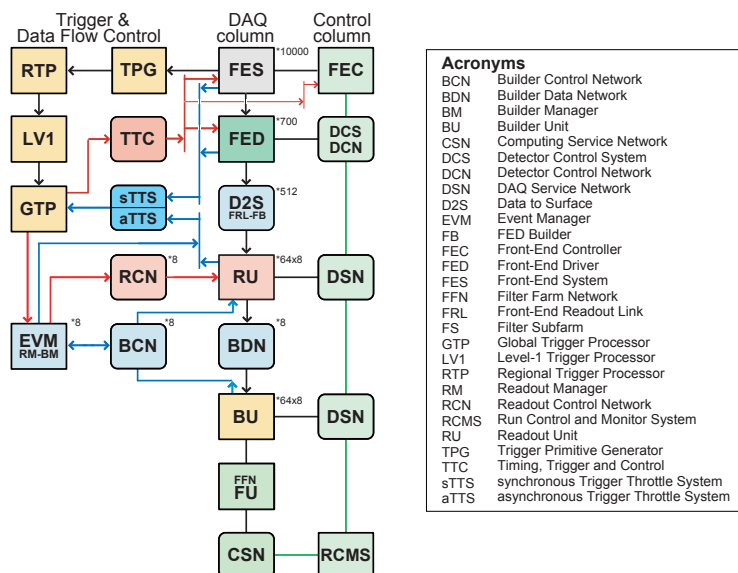 Trigger &
Data Flow Control
DAQ
column
Control
column
RTP
TPG
FES
*10000
FEC
LV1
TTC
FED
*700
DCS
DCN
GTP
sTTS
aTTS
D2S
FRL-FB
*512
RCN
*8
RU
*64x8
DSN
EVM
RM-BM
*8
BCN
*8
BDN
*8
BU
*64x8
DSN
FFN
FU
CSN
RCMS
Acronyms
BCN Builder Control Network
BDN Builder Data Network
BM Builder Manager
BU Builder Unit
CSN Computing Service Network
DCS Detector Control System
DCN Detector Control Network
DSN DAQ Service Network
D2S Data to Surface
EVM Event Manager
FB FED Builder
FEC Front-End Controller
FED Front-End Driver
FES Front-End System
FFN Filter Farm Network
FRL Front-End Readout Link
FS Filter Subfarm
GTP Global Trigger Processor
LV1 Level-1 Trigger Processor
RTP Regional Trigger Processor
RM Readout Manager
RCN Readout Control Network
RCMS Run Control and Monitor System
RU Readout Unit
TPG Trigger Primitive Generator
TTC Timing, Trigger and Control
sTTS synchronous Trigger Throttle System
aTTS asynchronous Trigger Throttle System